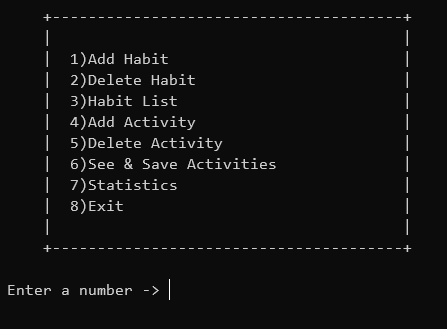 1)Add Habit
2)Delete Habit
3)Habit List
4)Add Activity
5)Delete Activity
6)See & Save Activities
7)Statistics
8)Exit
Enter a number ->